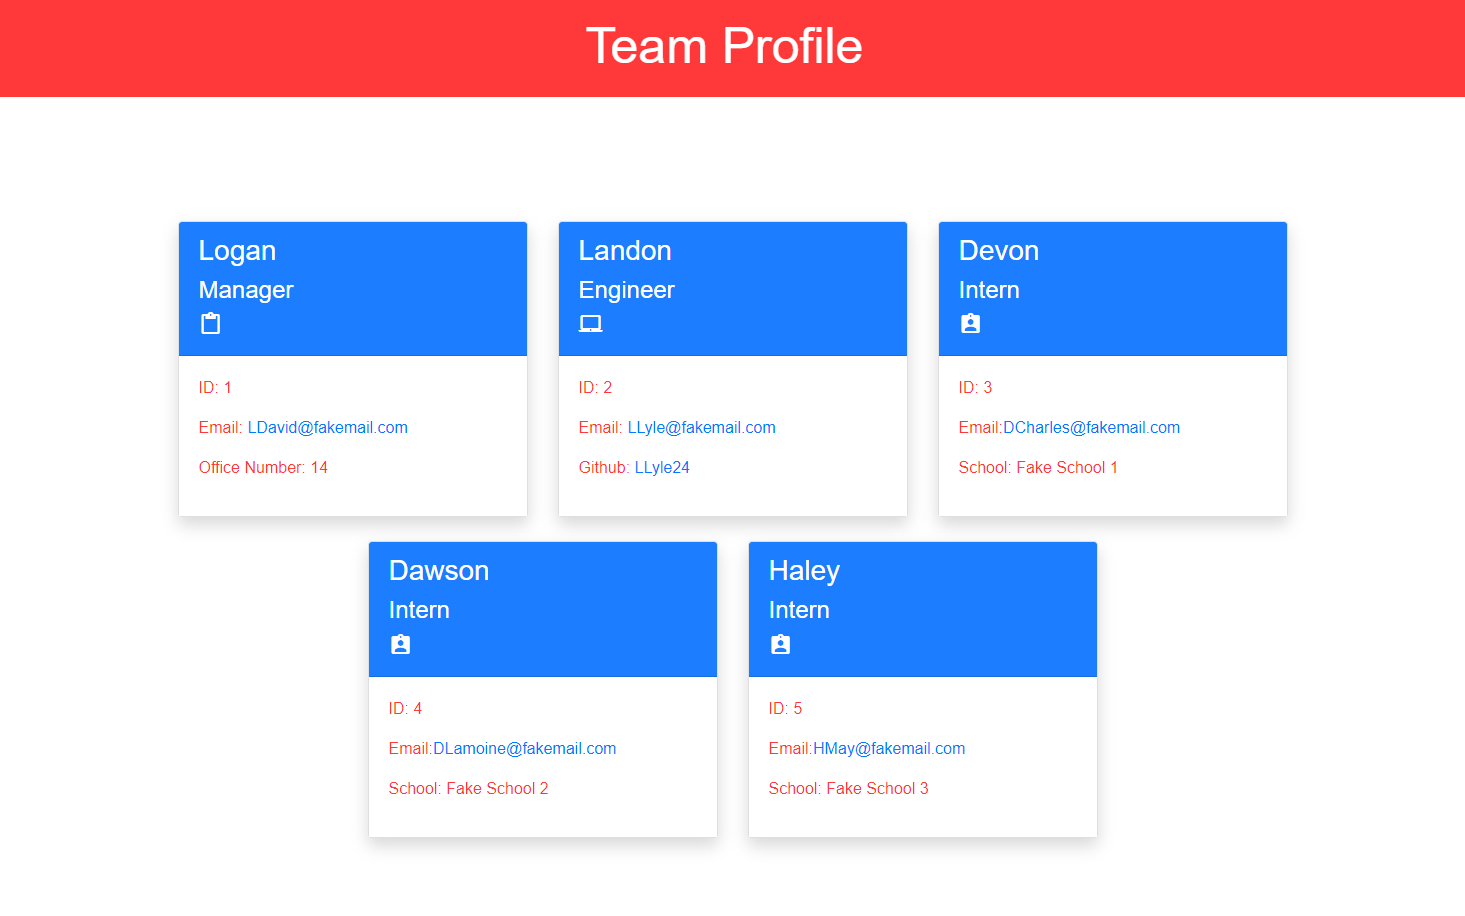 Team Profile
Logan
Manager
ID: 1
Email: LDavid@fakemail.com
Office Number: 14
Landon
Engineer
ID: 2
Email: LLyle@fakemail.com
Github: LLyle24
Devon
Intern
ID: 3
Email:DCharles@fakemail.com
School: Fake School 1
Dawson
Intern
ID: 4
Email:DLamoine@fakemail.com
School: Fake School 2
Haley
Intern
ID: 5
Email:HMay@fakemail.com
School: Fake School 3